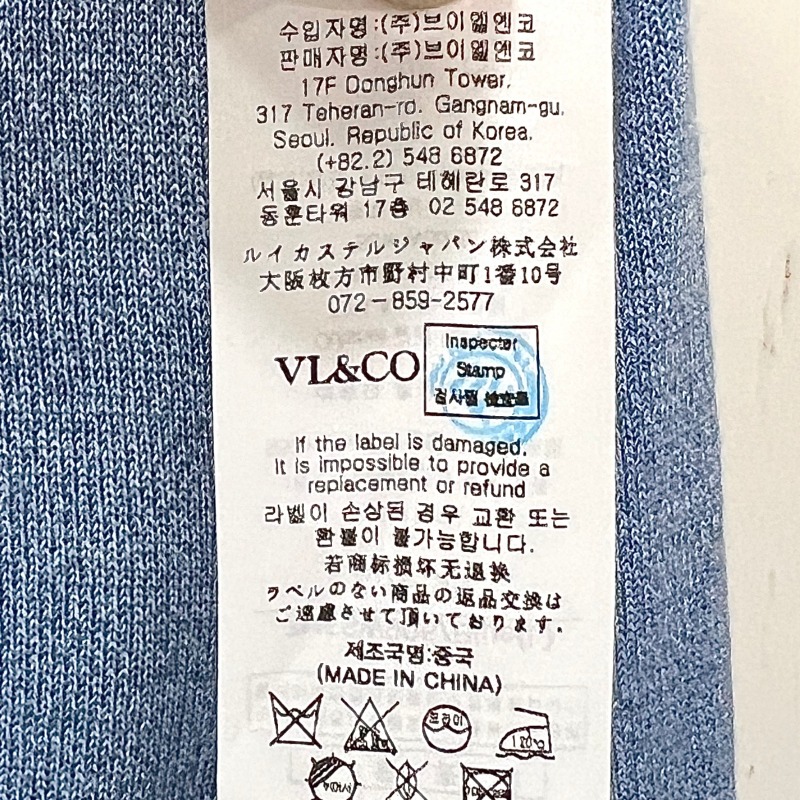 수입자명:(주)브이엘엔코
판매자명:(주)브이엘엔코
17F Donghun Tower,
317 Teheran-ro. Gangnam-gu,
Seoul. Republic of Korea.
(+82.2) 548 6872
서울시 강남구 테헤란로 317
동훈타워 17층 02 548 6872
ルイカステルジャパン株式会社
大阪枚方市野村中町1番10号
072-859-2577
VL&CO
Inspecter
Stamp
검사필
If the label is damaged,
It is impossible to provide a
replacement or refund
라벨이 손상된 경우 교환 또는
환불이 불가능합니다.
若商标损坏无退换
ラベルのない商品の返品交換は
ご遠慮させて頂いております.
제조국명:중국
(MADE IN CHINA)
드라이
180℃